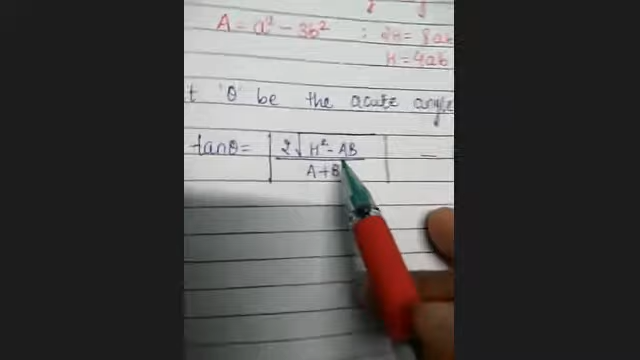 A = a² - 3b² : 2H = 8ab
H = 4ab
't 'θ' be the acute angle
tanθ = | 2√H² - AB / A+B | —